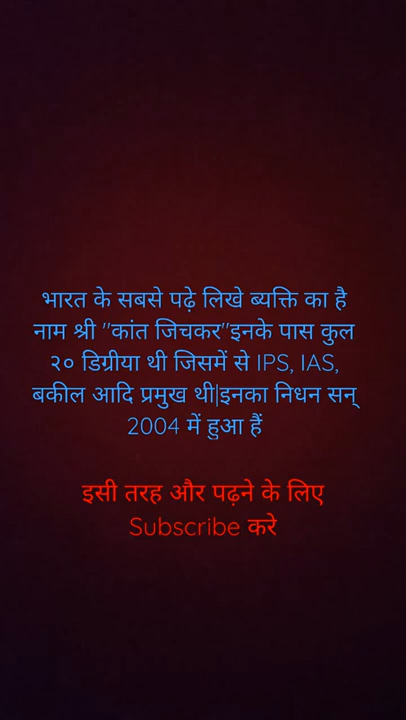 भारत के सबसे पढ़े लिखे ब्यक्ति का है
नाम श्री "कांत जिचकर"इनके पास कुल
२० डिग्रीया थी जिसमें से IPS, IAS,
बकील आदि प्रमुख थी|इनका निधन सन्
2004 में हुआ हैं
इसी तरह और पढ़ने के लिए
Subscribe करे